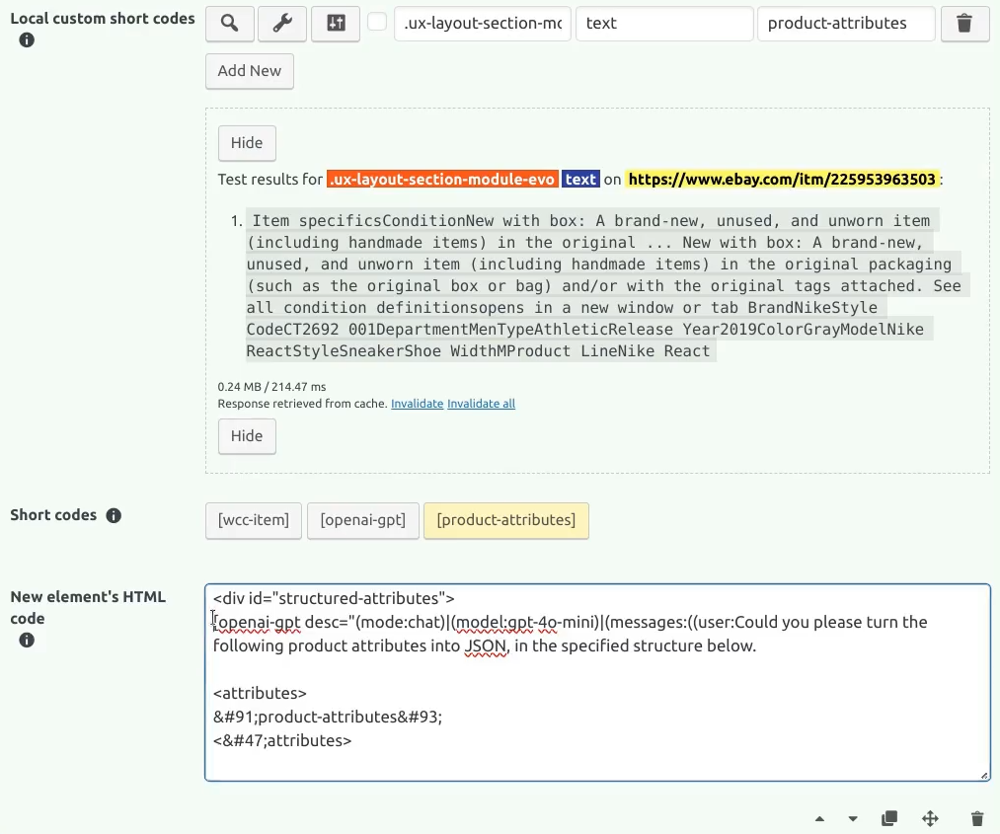 Local custom short codes
.ux-layout-section-mo
text
product-attributes
Add New
Hide
Test results for .ux-layout-section-module-evo text on https://www.ebay.com/itm/225953963503 :
1. Item specificsConditionNew with box: A brand-new, unused, and unworn item
(including handmade items) in the original ... New with box: A brand-new,
unused, and unworn item (including handmade items) in the original packaging
(such as the original box or bag) and/or with the original tags attached. See
all condition definitionsopens in a new window or tab BrandNikeStyle
CodeCT2692 001DepartmentMenTypeAthleticRelease Year2019ColorGrayModelNike
ReactStyleSneakerShoe WidthMProduct LineNike React
0.24 MB / 214.47 ms
Response retrieved from cache. Invalidate Invalidate all
Hide
Short codes
[wcc-item]
[openai-gpt]
[product-attributes]
New element's HTML
code
<div id="structured-attributes">
[openai-gpt desc="(mode:chat)|(model:gpt-4o-mini)|(messages:((user:Could you please turn the
following product attributes into JSON, in the specified structure below.
<attributes>
&#91;product-attributes&#93;
<&#47;attributes>